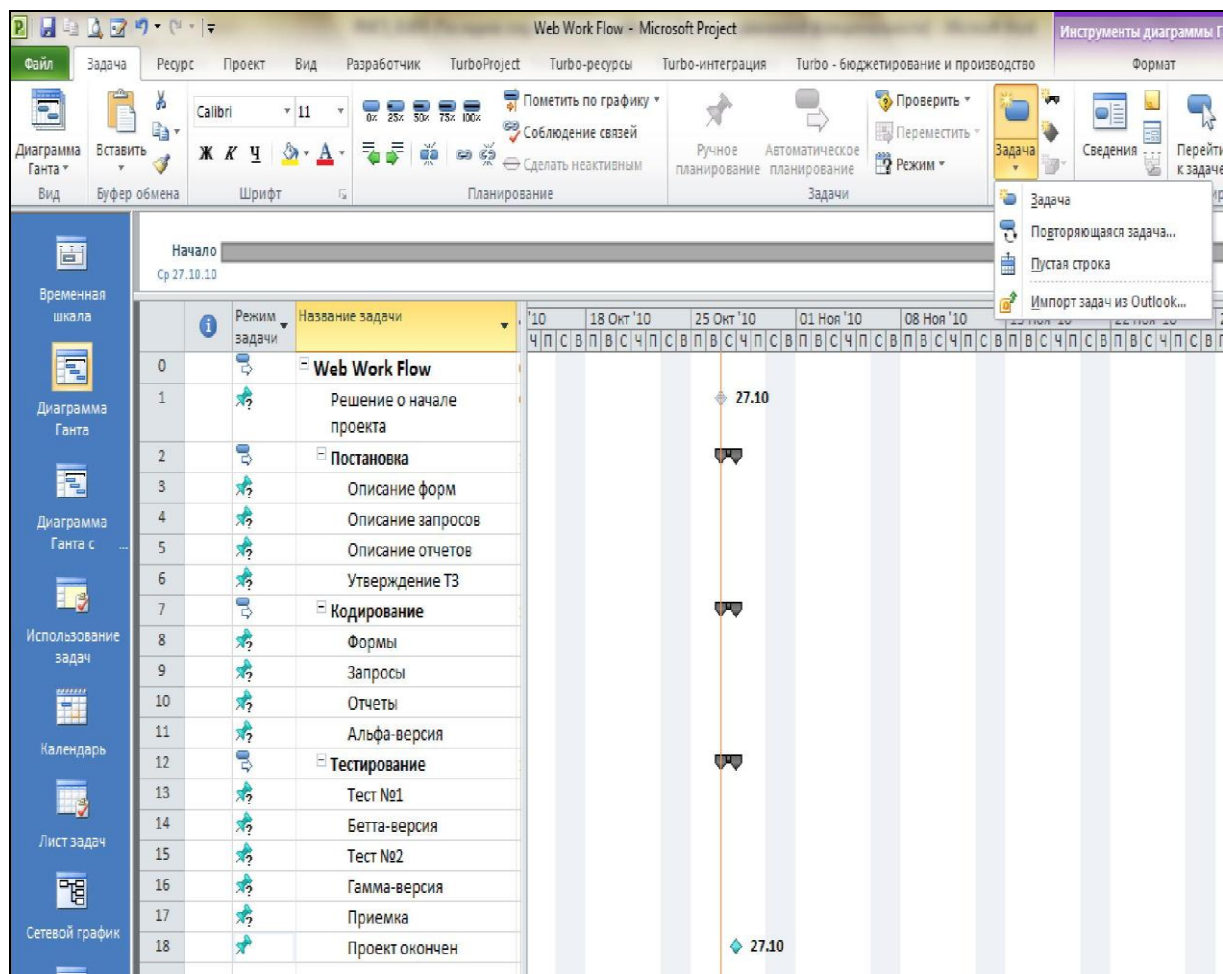 Web Work Flow - Microsoft Project
Инструменты диаграммы Г
Файл Задача Ресурс Проект Вид Разработчик TurboProject Turbo-ресурсы Turbo-интеграция Turbo - бюджетирование и производство Формат
Диаграмма Ганта
Вставить
Calibri 11
Ж К Ч А
0% 25% 50% 75% 100%
Пометить по графику
Соблюдение связей
Сделать неактивным
Ручное планирование
Автоматическое планирование
Проверить
Переместить
Режим
Задача
Сведения
Перейти к задаче
Вид Буфер обмена Шрифт Планирование Задачи
Задача
Повторяющаяся задача...
Пустая строка
Импорт задач из Outlook...
Временная шкала
Диаграмма Ганта
Диаграмма Ганта с ...
Использование задач
Календарь
Лист задач
Сетевой график
Начало
Ср 27.10.10
Режим задачи Название задачи
'10 18 Окт '10 25 Окт '10 01 Ноя '10 08 Ноя '10
Ч П С В П В С Ч П С В П В С Ч П С В П В С Ч П С В П В С Ч П С В П В С Ч П С В П В С Ч П С В
0 Web Work Flow
1 Решение о начале проекта 27.10
2 Постановка
3 Описание форм
4 Описание запросов
5 Описание отчетов
6 Утверждение ТЗ
7 Кодирование
8 Формы
9 Запросы
10 Отчеты
11 Альфа-версия
12 Тестирование
13 Тест №1
14 Бетта-версия
15 Тест №2
16 Гамма-версия
17 Приемка
18 Проект окончен 27.10